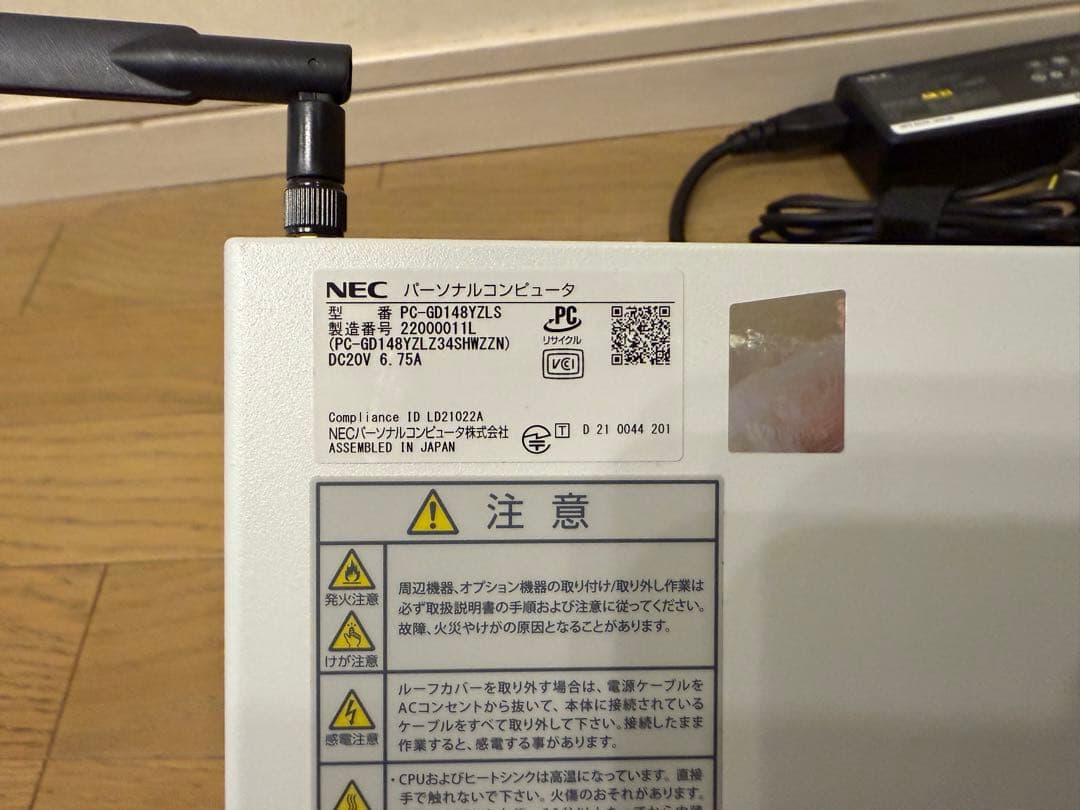 NEC パーソナルコンピュータ
型 番 PC-GD148YZLS
製造番号 22000011L
(PC-GD148YZLZ34SHWZZN)
DC20V 6.75A
PC
リサイクル
VCCI
Compliance ID LD21022A
NECパーソナルコンピュータ株式会社
ASSEMBLED IN JAPAN
T D 21 0044 201
注意
発火注意
けが注意
周辺機器、オプション機器の取り付け/取り外し作業は
必ず取扱説明書の手順および注意に従ってください。
故障、火災やけがの原因となることがあります。
感電注意
ルーフカバーを取り外す場合は、電源ケーブルを
ACコンセントから抜いて、本体に接続されている
ケーブルをすべて取り外して下さい。接続したまま
作業すると、感電する事があります。
・CPUおよびヒートシンクは高温になっています。直接
手で触れないで下さい。火傷のおそれがあります。